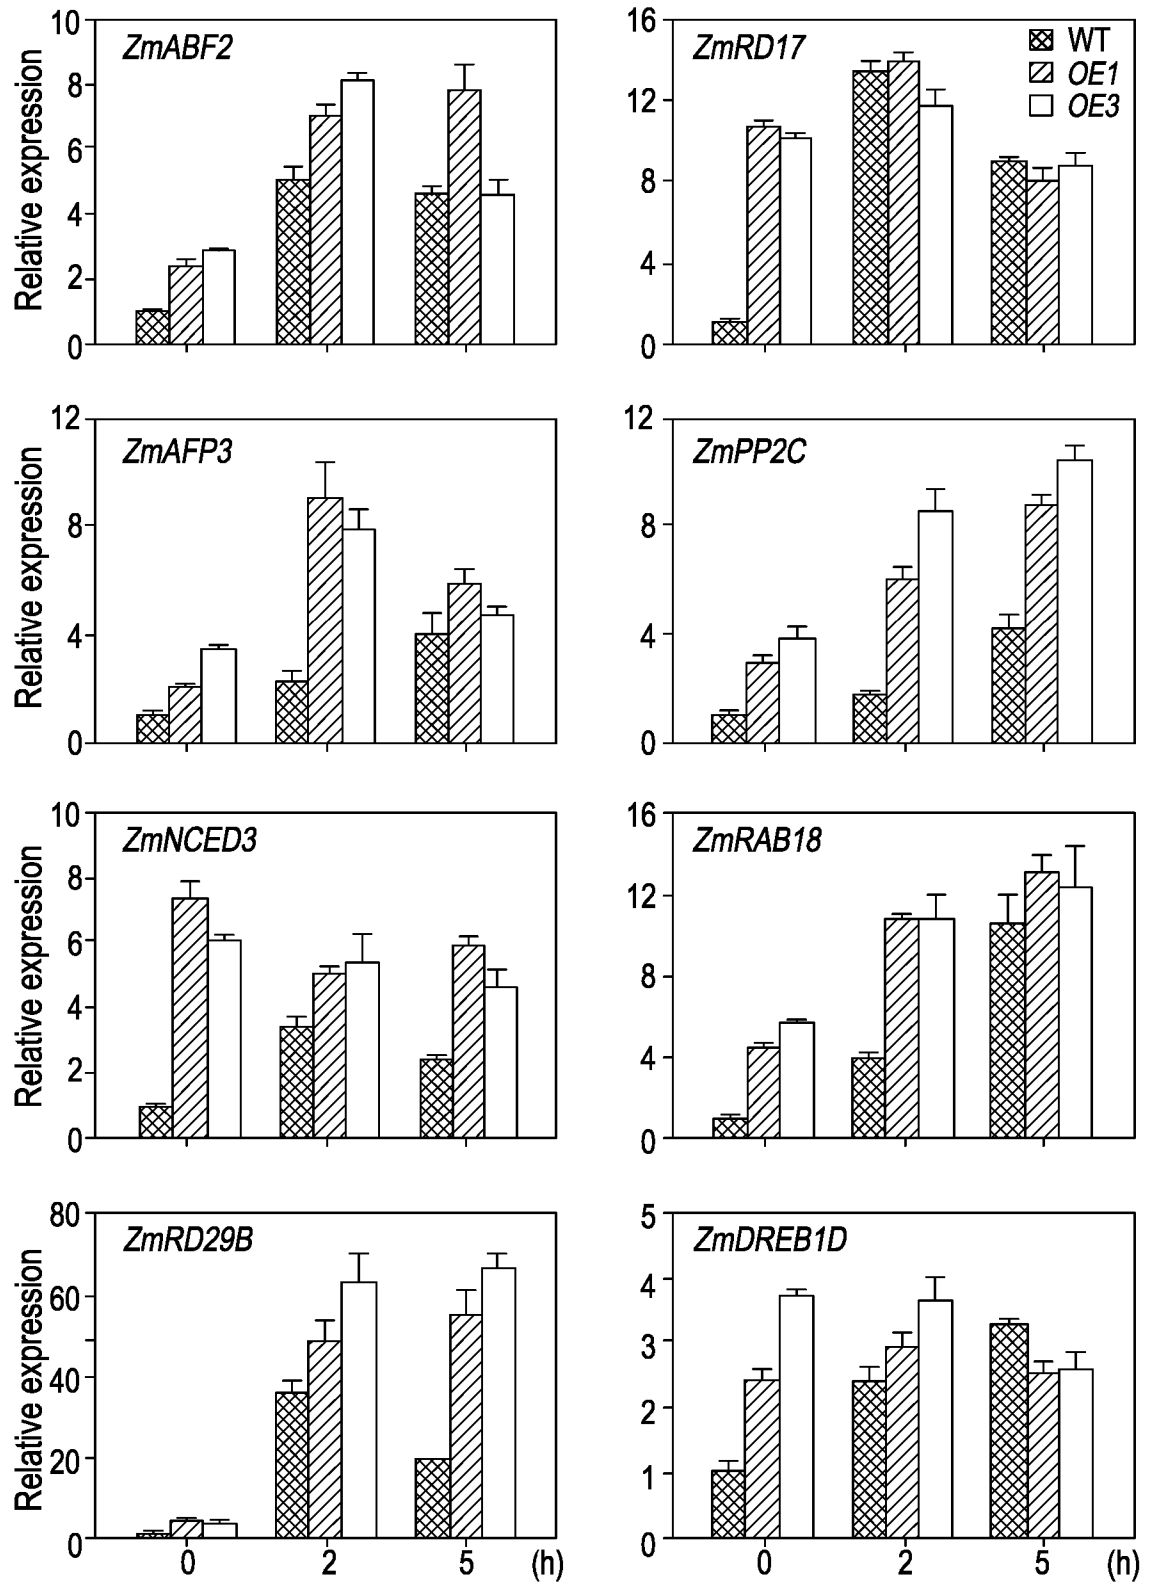 ZmABF2
Relative expression
10
8
6
4
2
0
ZmRD17
WT
OE1
OE3
16
12
8
4
0
ZmAFP3
Relative expression
12
8
4
0
ZmPP2C
12
8
4
0
ZmNCED3
Relative expression
10
8
6
4
2
0
ZmRAB18
16
12
8
4
0
ZmRD29B
Relative expression
80
60
40
20
0
0 2 5 (h)
ZmDREB1D
5
4
3
2
1
0
0 2 5 (h)